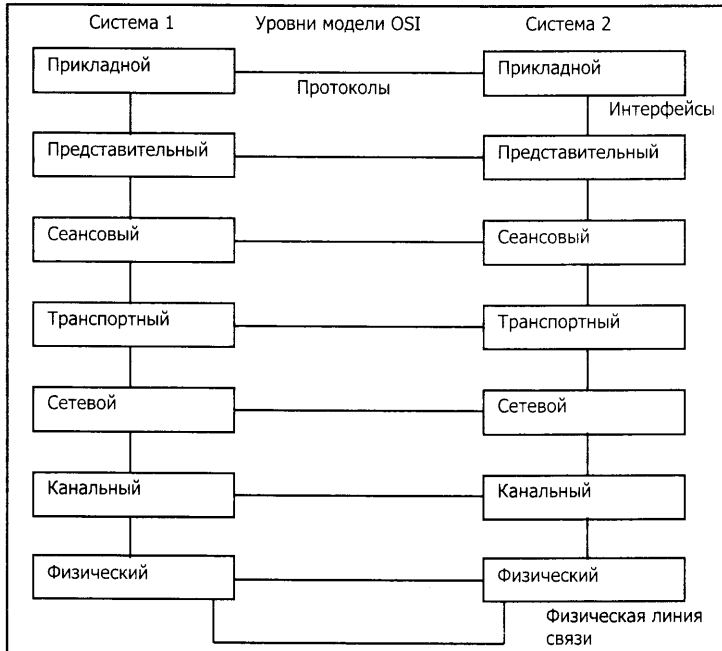 Система 1 Уровни модели OSI Система 2
Прикладной Прикладной
Протоколы
Интерфейсы
Представительный Представительный
Сеансовый Сеансовый
Транспортный Транспортный
Сетевой Сетевой
Канальный Канальный
Физический Физический
Физическая линия
связи